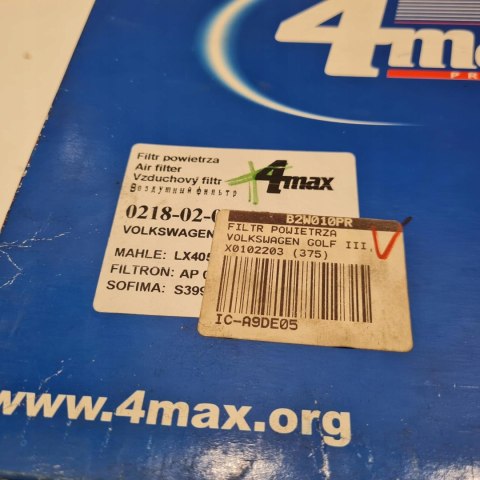 4max
Filtr powietrza
Air filter
Vzduchový filtr
Воздушный фильтр
4max
0218-02-0
VOLKSWAGEN
MAHLE: LX405
FILTRON: AP
SOFIMA: S399
B2W010PR
FILTR POWIETRZA
VOLKSWAGEN GOLF III,
X0102203 (375)
IC-A9DE05
www.4max.org